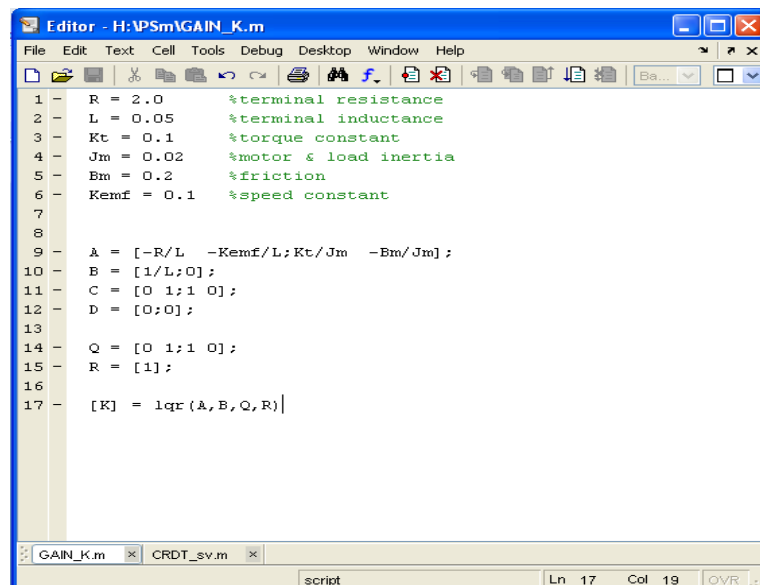 Editor - H:\PSm\GAIN_K.m
File Edit Text Cell Tools Debug Desktop Window Help
Ba...
1 - R = 2.0 %terminal resistance
2 - L = 0.05 %terminal inductance
3 - Kt = 0.1 %torque constant
4 - Jm = 0.02 %motor & load inertia
5 - Bm = 0.2 %friction
6 - Kemf = 0.1 %speed constant
7
8
9 - A = [-R/L -Kemf/L;Kt/Jm -Bm/Jm];
10 - B = [1/L;0];
11 - C = [0 1;1 0];
12 - D = [0;0];
13
14 - Q = [0 1;1 0];
15 - R = [1];
16
17 - [K] = lqr(A,B,Q,R)
GAIN_K.m × CRDT_sv.m ×
script Ln 17 Col 19 OVR